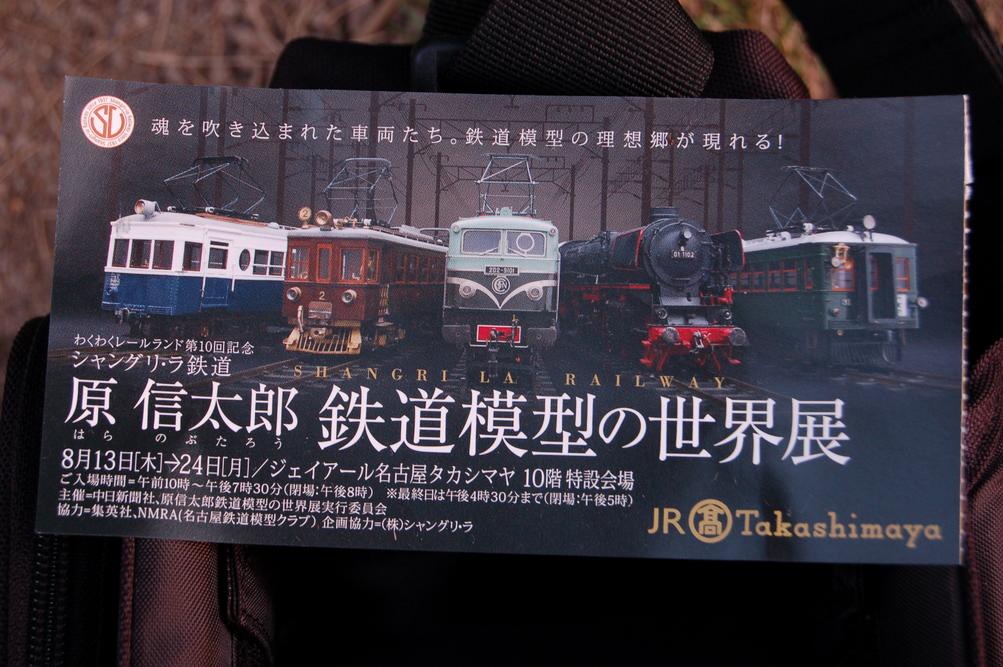 魂を吹き込まれた車両たち。鉄道模型の理想郷が現れる!
2
2
2D2-9101
01 1102
わくわくレールランド第10回記念
シャングリ・ラ鉄道
SHANGRI LA RAILWAY
原 信太郎 鉄道模型の世界展
はら のぶたろう
8月13日[木]→24日[月]／ジェイアール名古屋タカシマヤ 10階 特設会場
ご入場時間=午前10時〜午後7時30分(閉場:午後8時) ※最終日は午後4時30分まで(閉場:午後5時)
主催=中日新聞社、原信太郎鉄道模型の世界展実行委員会
協力=集英社、NMRA(名古屋鉄道模型クラブ) 企画協力=(株)シャングリ・ラ
JR 髙 Takashimaya